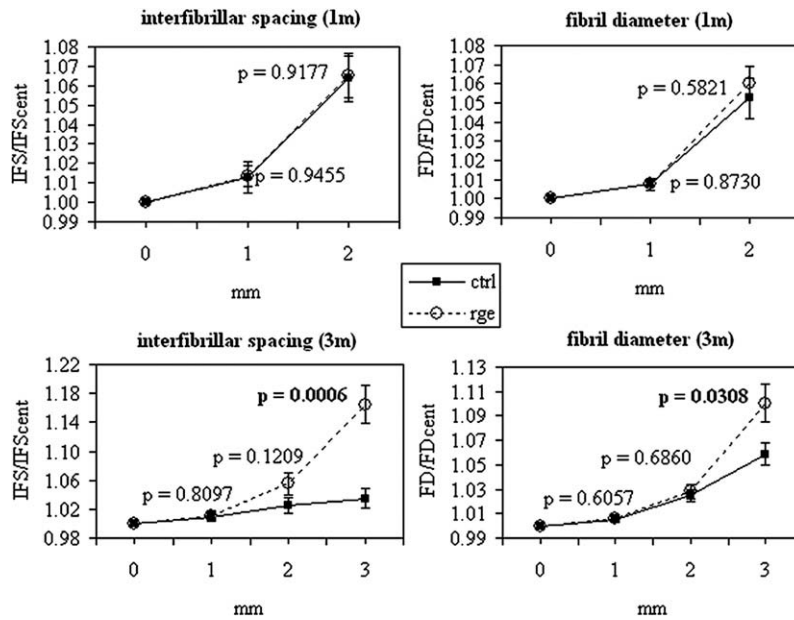 interfibrillar spacing (1m)
IFS/IFScent
1.08
1.07
1.06
1.05
1.04
1.03
1.02
1.01
1.00
0.99
p = 0.9177
p = 0.9455
0 1 2
mm
fibril diameter (1m)
FD/FDcent
1.08
1.07
1.06
1.05
1.04
1.03
1.02
1.01
1.00
0.99
p = 0.5821
p = 0.8730
0 1 2
mm
ctrl
rge
interfibrillar spacing (3m)
IFS/IFScent
1.22
1.18
1.14
1.10
1.06
1.02
0.98
p = 0.0006
p = 0.1209
p = 0.8097
0 1 2 3
mm
fibril diameter (3m)
FD/FDcent
1.13
1.11
1.09
1.07
1.05
1.03
1.01
0.99
p = 0.0308
p = 0.6860
p = 0.6057
0 1 2 3
mm